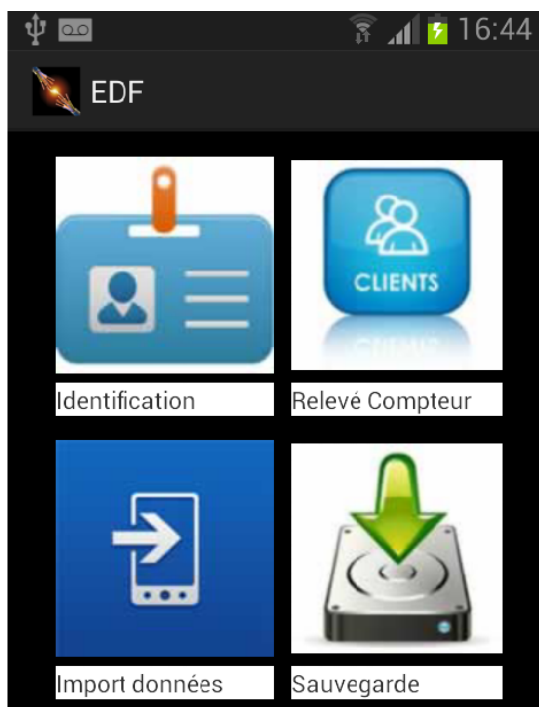 16:44
EDF
CLIENTS
Identification
Relevé Compteur
Import données
Sauvegarde